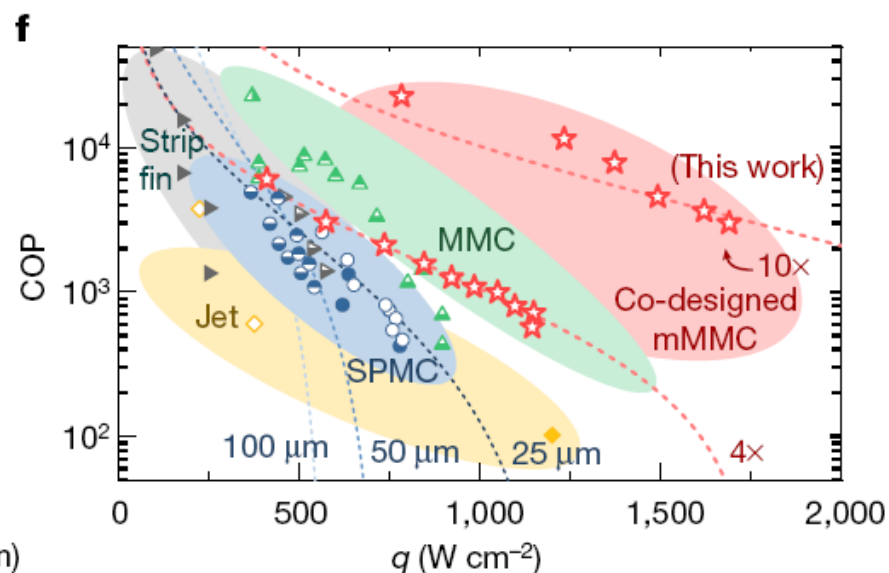 f
10⁴
10³
10²
COP
Strip
fin
(This work)
MMC
10×
Co-designed
mMMC
Jet
SPMC
100 μm
50 μm
25 μm
4×
0
500
1,000
1,500
2,000
n)
q (W cm⁻²)